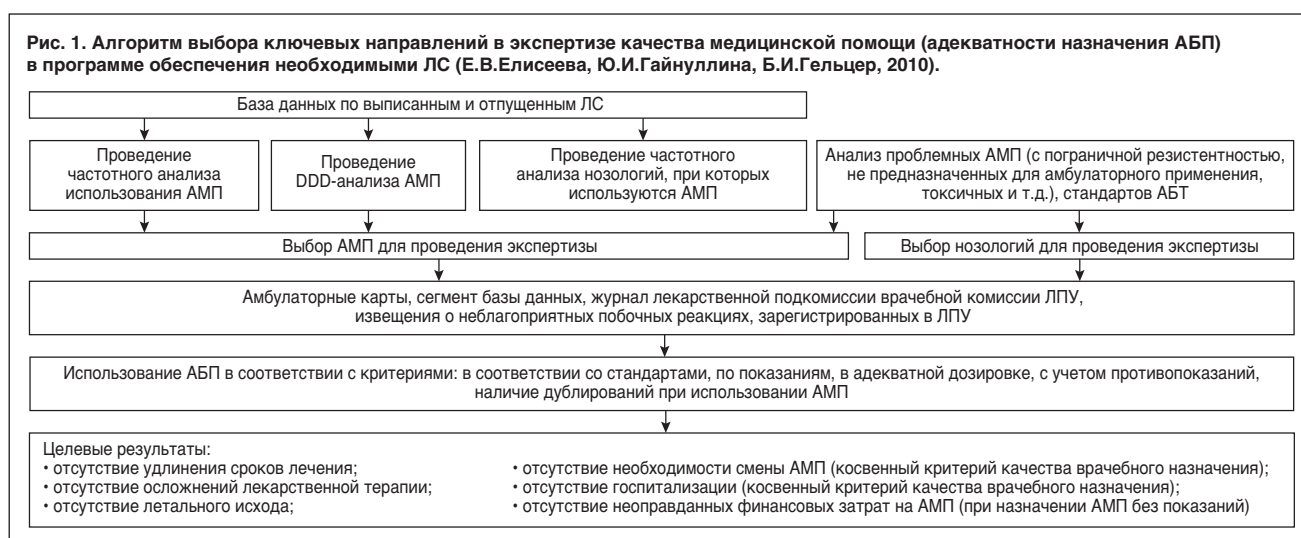 Рис. 1. Алгоритм выбора ключевых направлений в экспертизе качества медицинской помощи (адекватности назначения АБП)
в программе обеспечения необходимыми ЛС (Е.В.Елисеева, Ю.И.Гайнуллина, Б.И.Гельцер, 2010).
База данных по выписанным и отпущенным ЛС
Проведение
частотного анализа
использования АМП
Проведение
DDD-анализа АМП
Проведение частотного
анализа нозологий, при которых
используются АМП
Анализ проблемных АМП (с пограничной резистентностью,
не предназначенных для амбулаторного применения,
токсичных и т.д.), стандартов АБТ
Выбор АМП для проведения экспертизы
Выбор нозологий для проведения экспертизы
Амбулаторные карты, сегмент базы данных, журнал лекарственной подкомиссии врачебной комиссии ЛПУ,
извещения о неблагоприятных побочных реакциях, зарегистрированных в ЛПУ
Использование АБП в соответствии с критериями: в соответствии со стандартами, по показаниям, в адекватной дозировке, с учетом противопоказаний,
наличие дублирований при использовании АМП
Целевые результаты:
• отсутствие удлинения сроков лечения;
• отсутствие осложнений лекарственной терапии;
• отсутствие летального исхода;
• отсутствие необходимости смены АМП (косвенный критерий качества врачебного назначения);
• отсутствие госпитализации (косвенный критерий качества врачебного назначения);
• отсутствие неоправданных финансовых затрат на АМП (при назначении АМП без показаний)